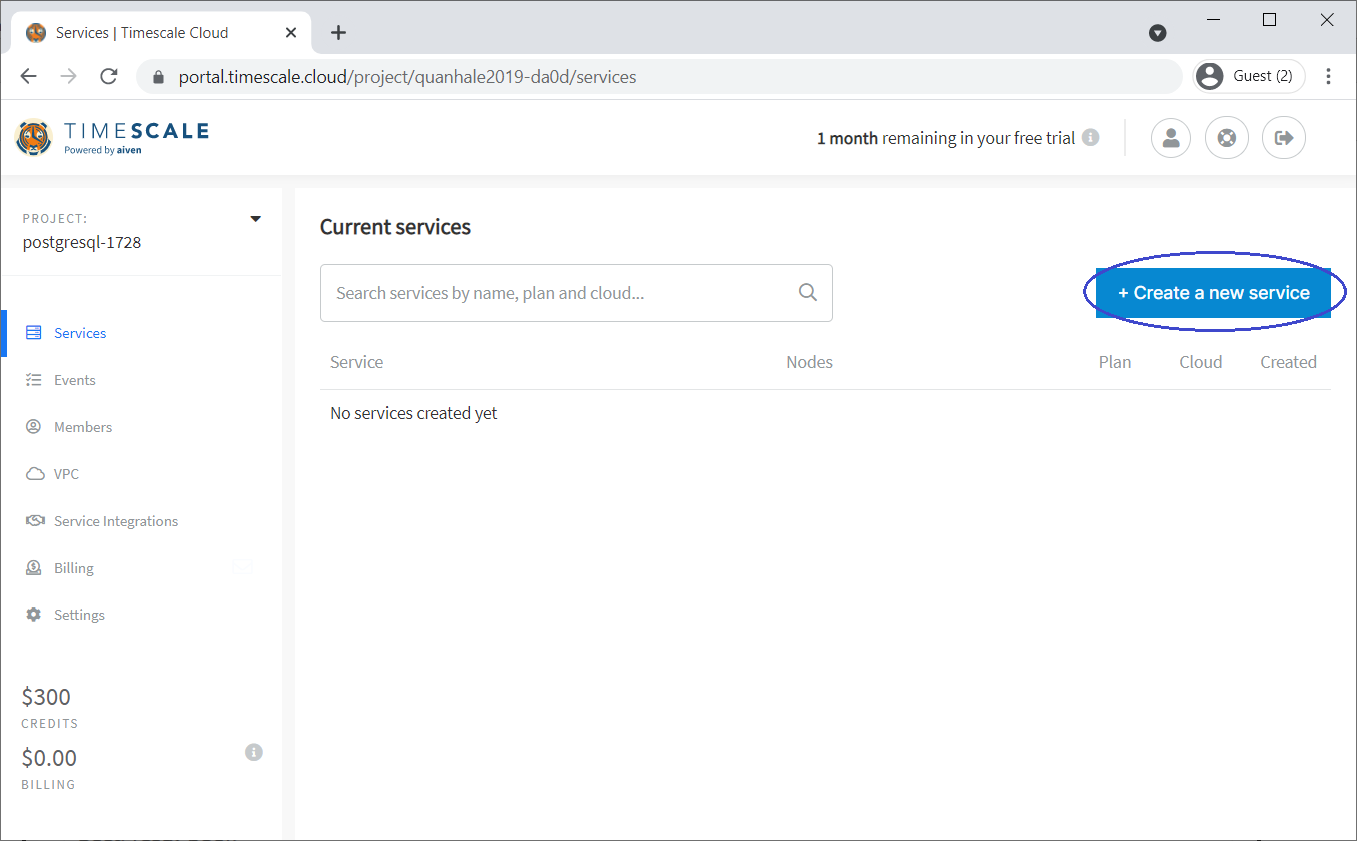 Services | Timescale Cloud
portal.timescale.cloud/project/quanhale2019-da0d/services
Guest (2)
TIMESCALE
Powered by aiven
1 month remaining in your free trial
PROJECT:
postgresql-1728
Services
Events
Members
VPC
Service Integrations
Billing
Settings
$300
CREDITS
$0.00
BILLING
Current services
Search services by name, plan and cloud...
+ Create a new service
Service Nodes Plan Cloud Created
No services created yet